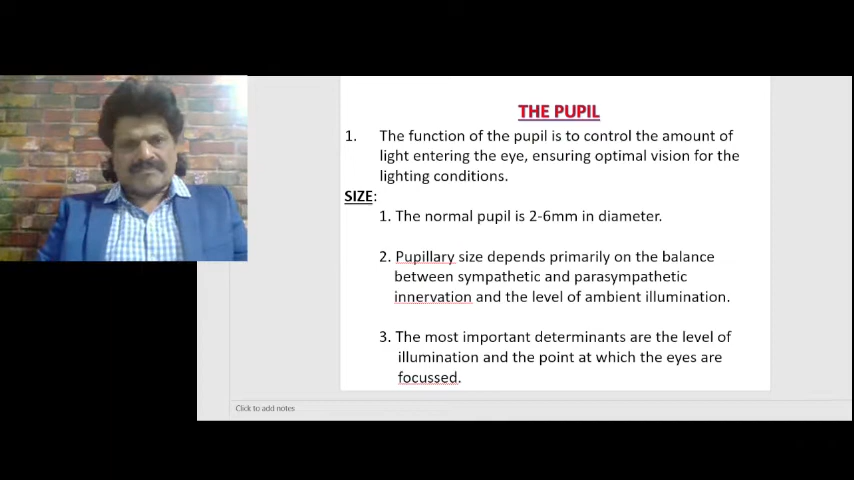 THE PUPIL
1. The function of the pupil is to control the amount of
light entering the eye, ensuring optimal vision for the
lighting conditions.
SIZE:
1. The normal pupil is 2-6mm in diameter.
2. Pupillary size depends primarily on the balance
between sympathetic and parasympathetic
innervation and the level of ambient illumination.
3. The most important determinants are the level of
illumination and the point at which the eyes are
focussed.
Click to add notes